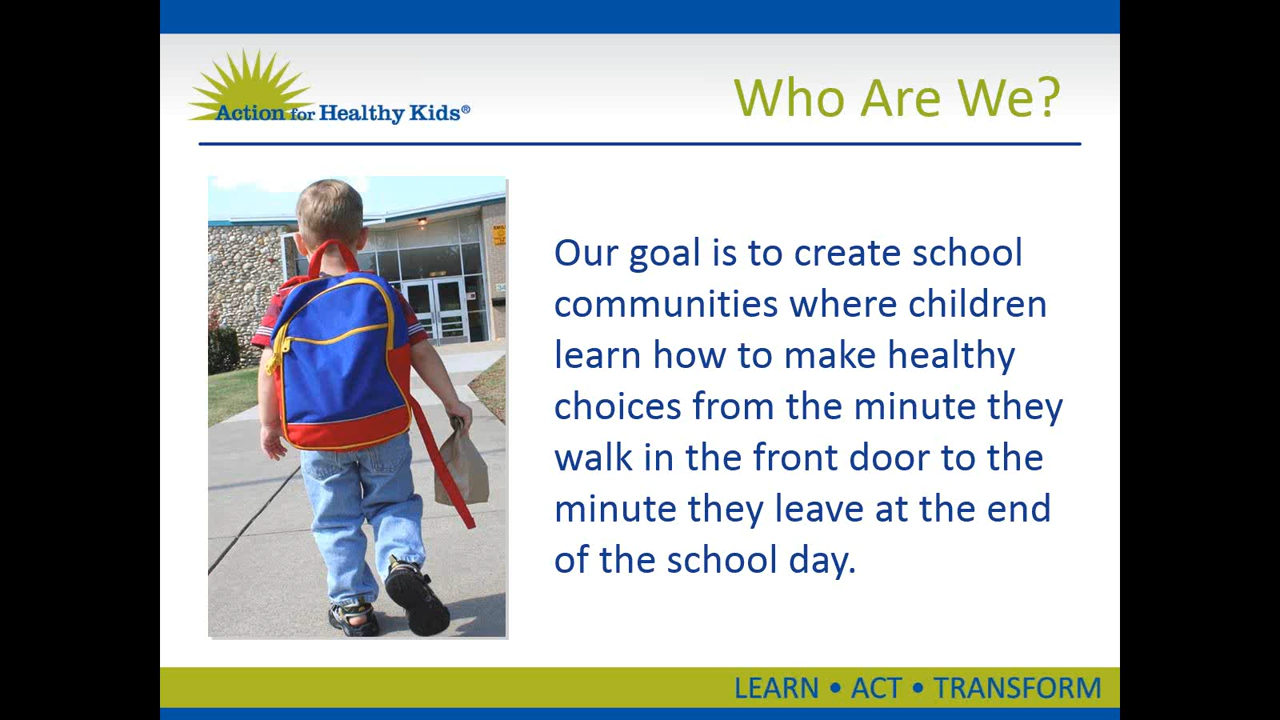 Action for Healthy Kids®
Who Are We?
Our goal is to create school
communities where children
learn how to make healthy
choices from the minute they
walk in the front door to the
minute they leave at the end
of the school day.
LEARN • ACT • TRANSFORM